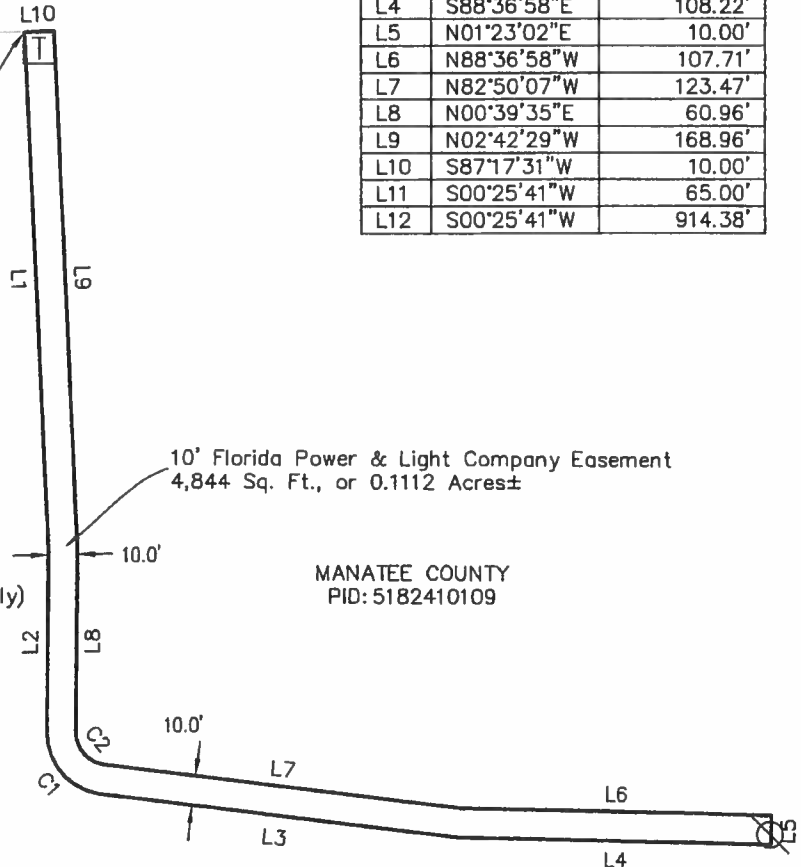 L4 S88°36'58"E 108.22'
L5 N01°23'02"E 10.00'
L6 N88°36'58"W 107.71'
L7 N82°50'07"W 123.47'
L8 N00°39'35"E 60.96'
L9 N02°42'29"W 168.96'
L10 S87°17'31"W 10.00'
L11 S00°25'41"W 65.00'
L12 S00°25'41"W 914.38'
L10
T
L1
L9
10' Florida Power & Light Company Easement
4,844 Sq. Ft., or 0.1112 Acres±
10.0'
MANATEE COUNTY
PID: 5182410109
ly)
L2
L8
10.0'
C2
C1
L7
L3
L6
L5
L4